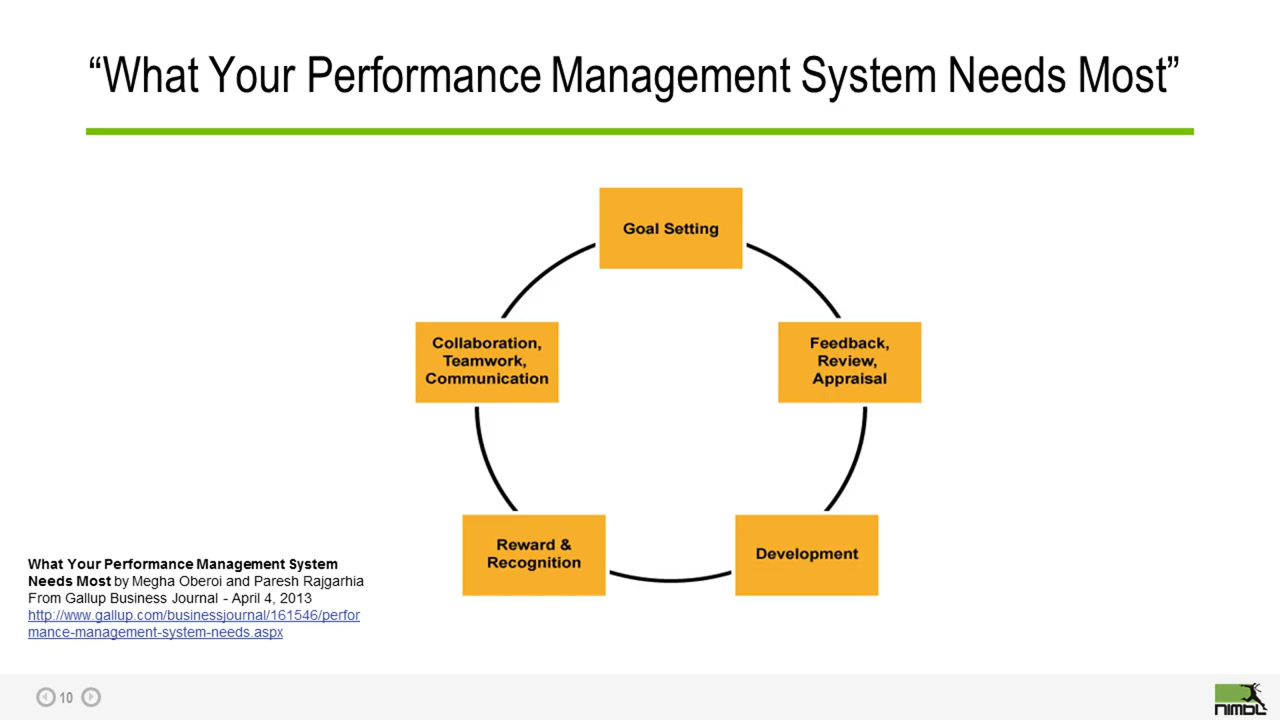 “What Your Performance Management System Needs Most”
Goal Setting
Collaboration,
Teamwork,
Communication
Feedback,
Review,
Appraisal
Reward &
Recognition
Development
What Your Performance Management System
Needs Most by Megha Oberoi and Paresh Rajgarhia
From Gallup Business Journal - April 4, 2013
http://www.gallup.com/businessjournal/161546/perfor
mance-management-system-needs.aspx
10
nimbl